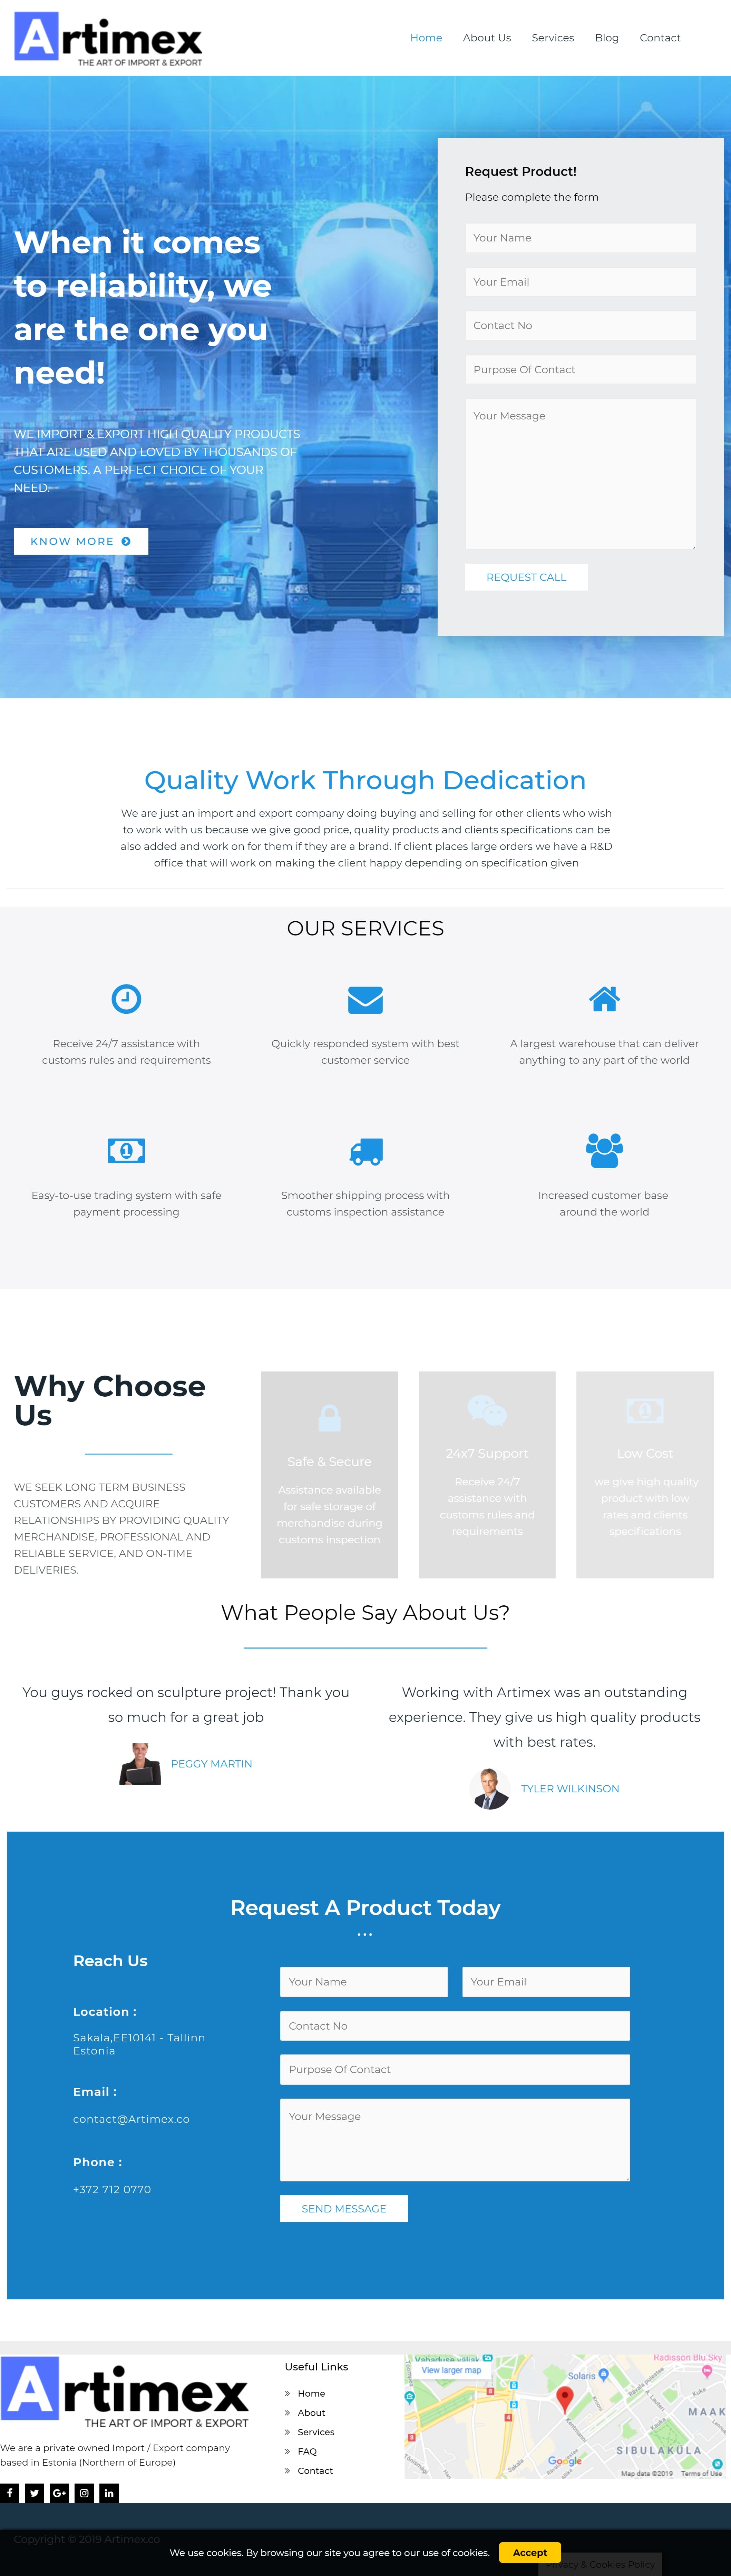 Artimex
THE ART OF IMPORT & EXPORT
Home
About Us
Services
Blog
Contact
When it comes
to reliability, we
are the one you
need!
WE IMPORT & EXPORT HIGH QUALITY PRODUCTS
THAT ARE USED AND LOVED BY THOUSANDS OF
CUSTOMERS. A PERFECT CHOICE OF YOUR
NEED.
KNOW MORE
Request Product!
Please complete the form
Your Name
Your Email
Contact No
Purpose Of Contact
Your Message
REQUEST CALL
Quality Work Through Dedication
We are just an import and export company doing buying and selling for other clients who wish
to work with us because we give good price, quality products and clients specifications can be
also added and work on for them if they are a brand. If client places large orders we have a R&D
office that will work on making the client happy depending on specification given
OUR SERVICES
Receive 24/7 assistance with
customs rules and requirements
Quickly responded system with best
customer service
A largest warehouse that can deliver
anything to any part of the world
Easy-to-use trading system with safe
payment processing
Smoother shipping process with
customs inspection assistance
Increased customer base
around the world
Why Choose
Us
WE SEEK LONG TERM BUSINESS
CUSTOMERS AND ACQUIRE
RELATIONSHIPS BY PROVIDING QUALITY
MERCHANDISE, PROFESSIONAL AND
RELIABLE SERVICE, AND ON-TIME
DELIVERIES.
Safe & Secure
Assistance available
for safe storage of
merchandise during
customs inspection
24x7 Support
Receive 24/7
assistance with
customs rules and
requirements
Low Cost
we give high quality
product with low
rates and clients
specifications
What People Say About Us?
You guys rocked on sculpture project! Thank you
so much for a great job
PEGGY MARTIN
Working with Artimex was an outstanding
experience. They give us high quality products
with best rates.
TYLER WILKINSON
Request A Product Today
...
Reach Us
Location :
Sakala,EE10141 - Tallinn
Estonia
Email :
contact@Artimex.co
Phone :
+372 712 0770
Your Name
Your Email
Contact No
Purpose Of Contact
Your Message
SEND MESSAGE
Artimex
THE ART OF IMPORT & EXPORT
We are a private owned Import / Export company
based in Estonia (Northern of Europe)
Useful Links
Home
About
Services
FAQ
Contact
View larger map
Radisson Blu Sky
Solaris
MAAK
SIBULAKÜLA
Google
Map data ©2019
Terms of Use
Copyright © 2019 Artimex.co
We use cookies. By browsing our site you agree to our use of cookies.
Accept
Privacy & Cookies Policy